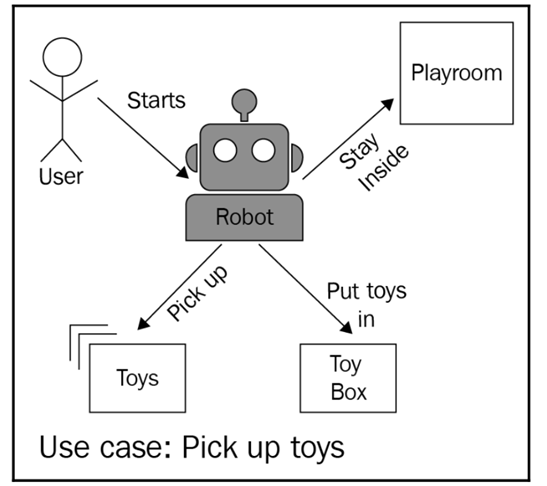 Playroom
Starts
Stay
Inside
User
Robot
Pick up
Put toys
in
Toys
Toy
Box
Use case: Pick up toys